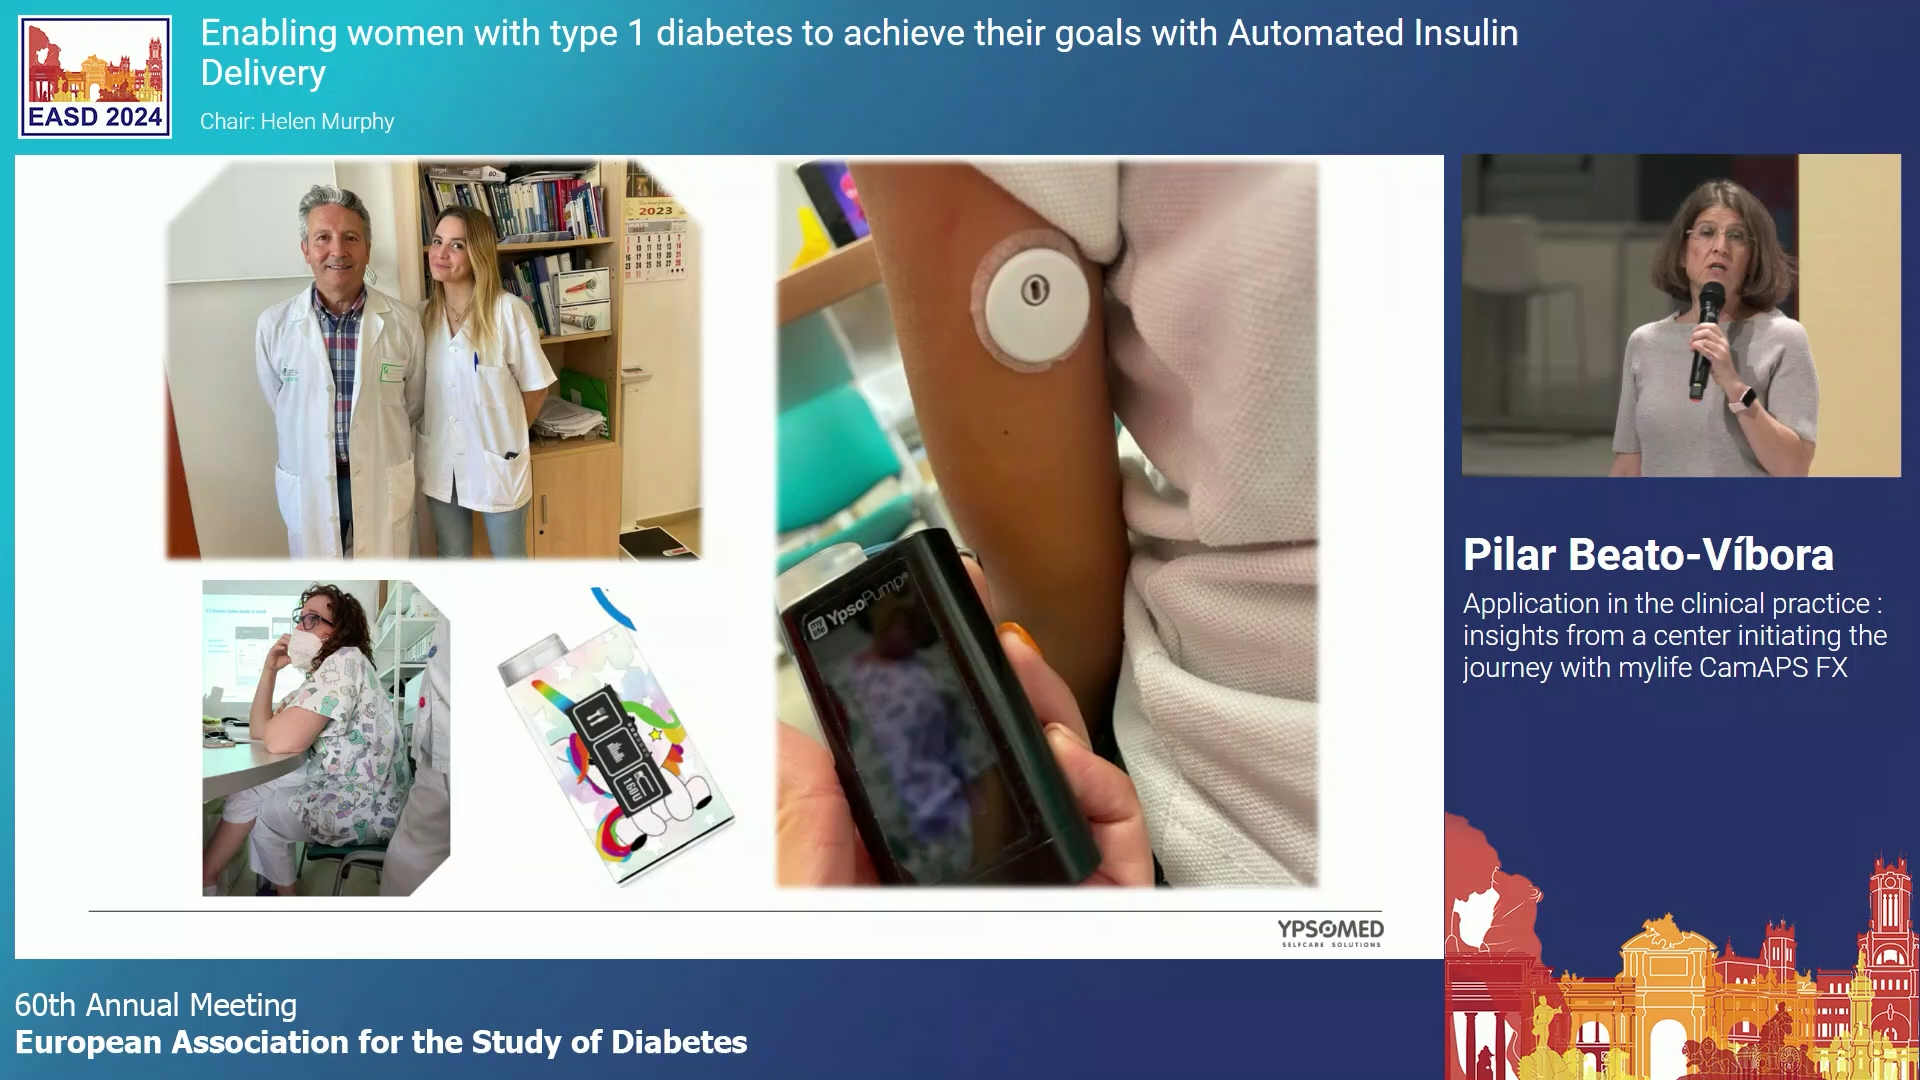 Enabling women with type 1 diabetes to achieve their goals with Automated Insulin
Delivery
Chair: Helen Murphy
EASD 2024
2023
mylife YpsoPump®
160U
YPSOMED
SELFCARE SOLUTIONS
Pilar Beato-Víbora
Application in the clinical practice :
insights from a center initiating the
journey with mylife CamAPS FX
60th Annual Meeting
European Association for the Study of Diabetes